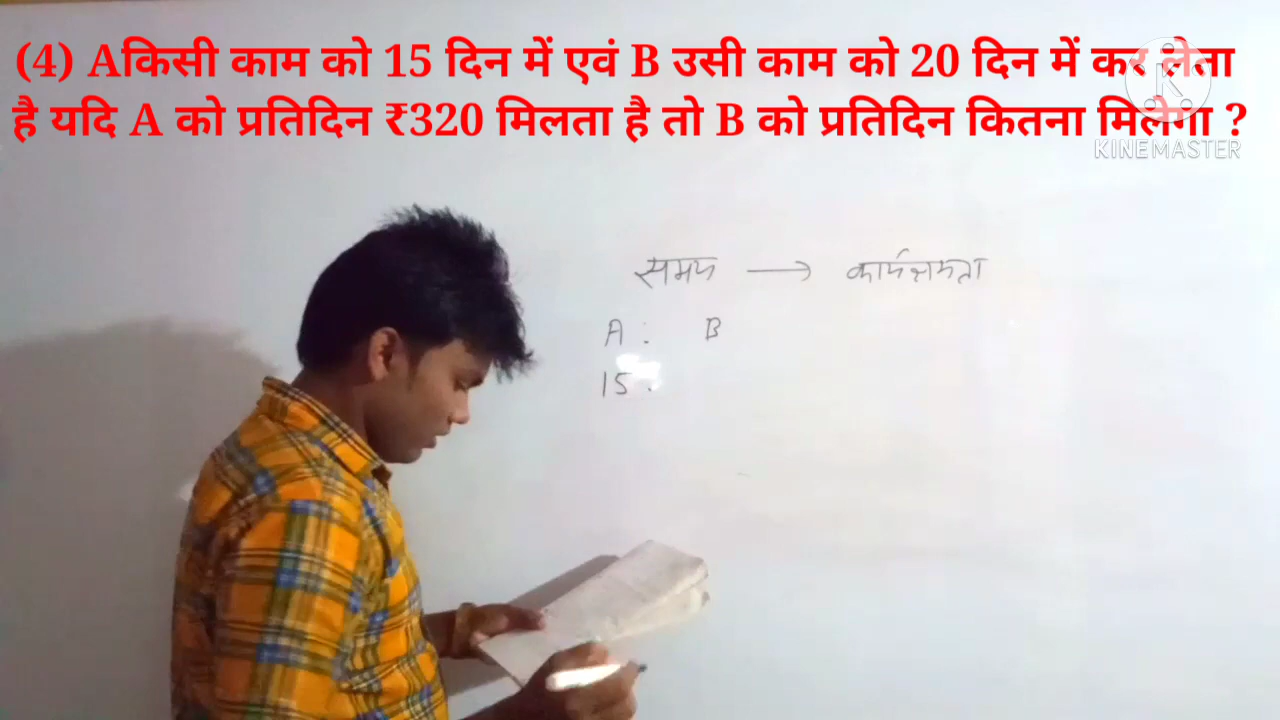 (4) Aकिसी काम को 15 दिन में एवं B उसी काम को 20 दिन में कर लेता
है यदि A को प्रतिदिन ₹320 मिलता है तो B को प्रतिदिन कितना मिलेगा ?
KINEMASTER
समय → कार्यक्षमता
A : B
15 :